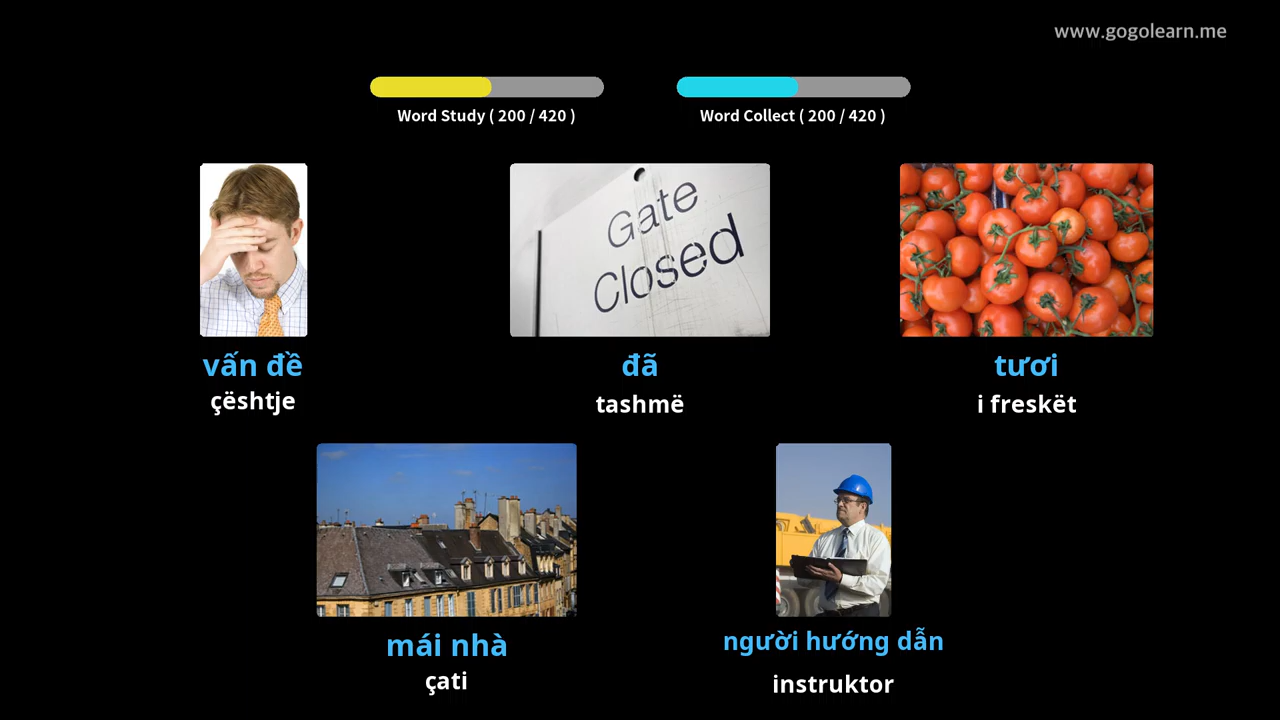 www.gogolearn.me
Word Study ( 200 / 420 )
Word Collect ( 200 / 420 )
Gate
Closed
vấn đề
çështje
đã
tashmë
tươi
i freskët
mái nhà
çati
người hướng dẫn
instruktor